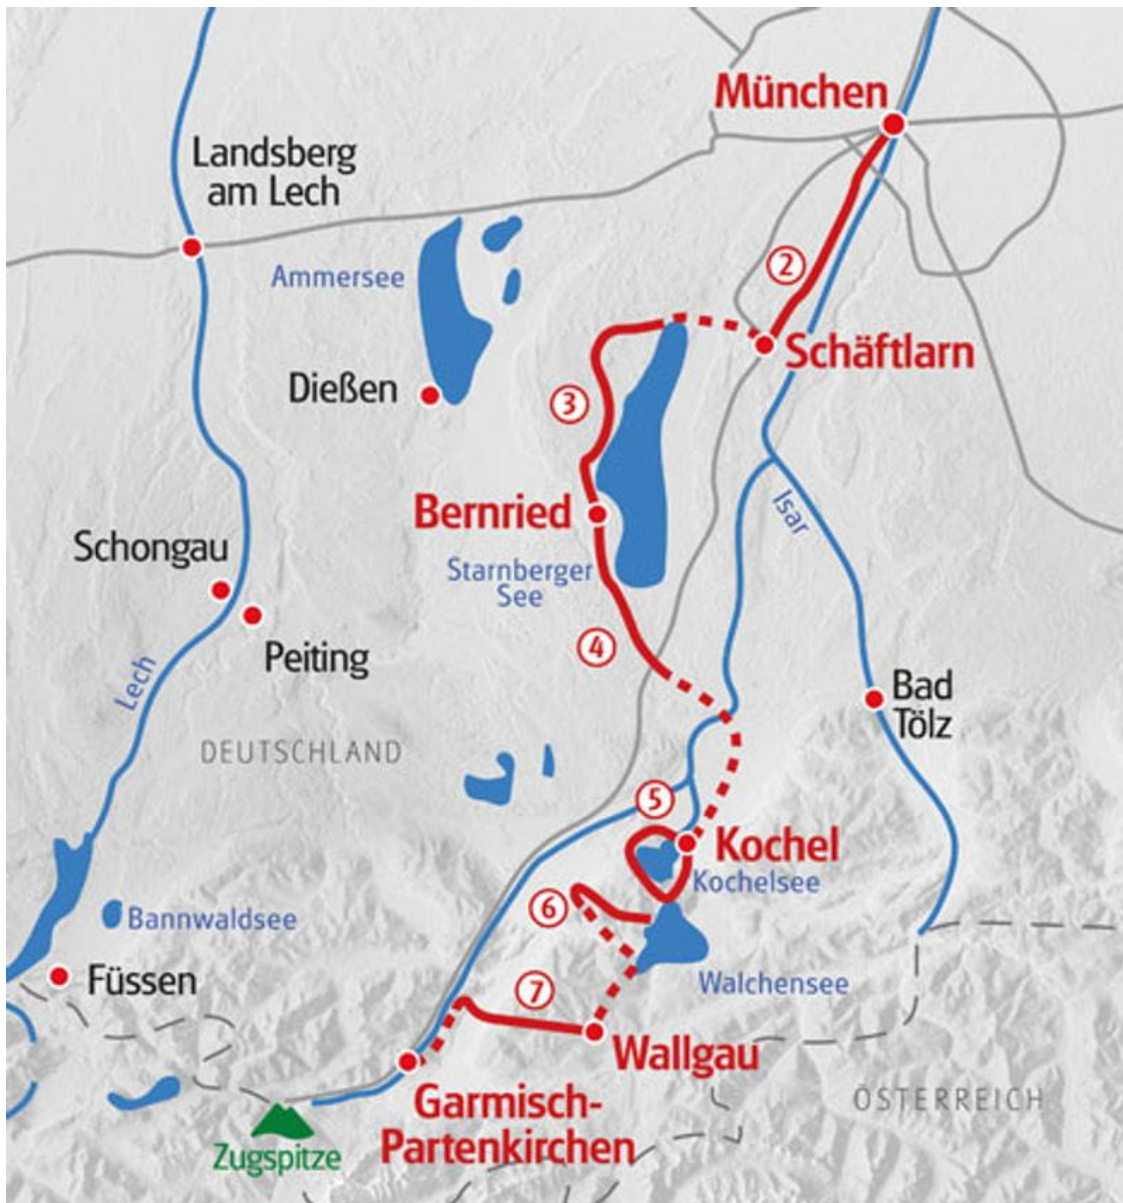 München
Landsberg
am Lech
Ammersee
2
Schäftlarn
Dießen
3
Bernried
Isar
Schongau
Starnberger
See
4
Peiting
Lech
Bad
Tölz
DEUTSCHLAND
5
Kochel
Kochelsee
6
Bannwaldsee
Füssen
Walchensee
7
Wallgau
Garmisch-
Partenkirchen
ÖSTERREICH
Zugspitze